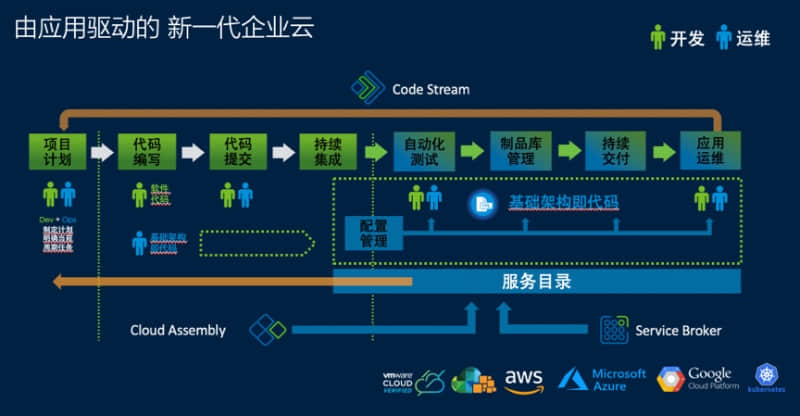 由应用驱动的 新一代企业云
开发
运维
Code Stream
项目
计划
代码
编写
代码
提交
持续
集成
自动化
测试
制品库
管理
持续
交付
应用
运维
软件
代码
Dev + Ops
制定计划
明确当前
周期任务
基础架构
即代码
基础架构即代码
配置
管理
服务目录
Cloud Assembly
Service Broker
vmware
CLOUD
VERIFIED
aws
Microsoft
Azure
Google
Cloud Platform
kubernetes